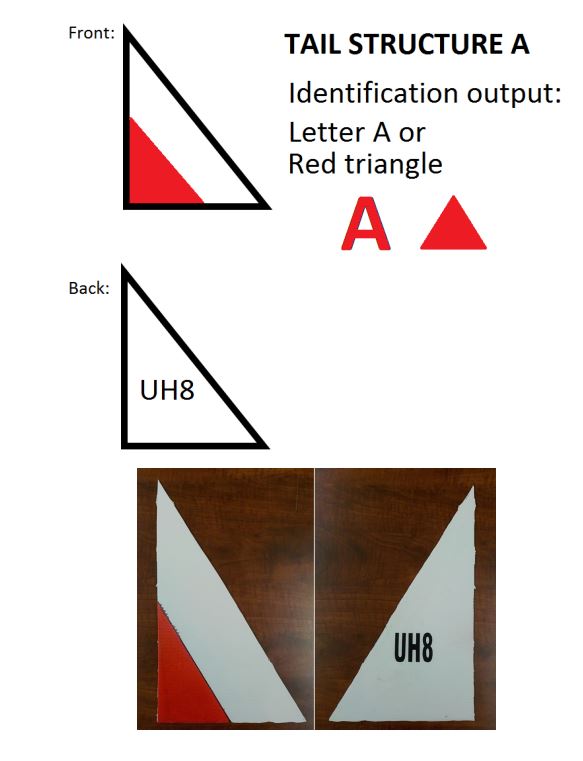 Front:
TAIL STRUCTURE A
Identification output:
Letter A or
Red triangle
A
Back:
UH8
UH8